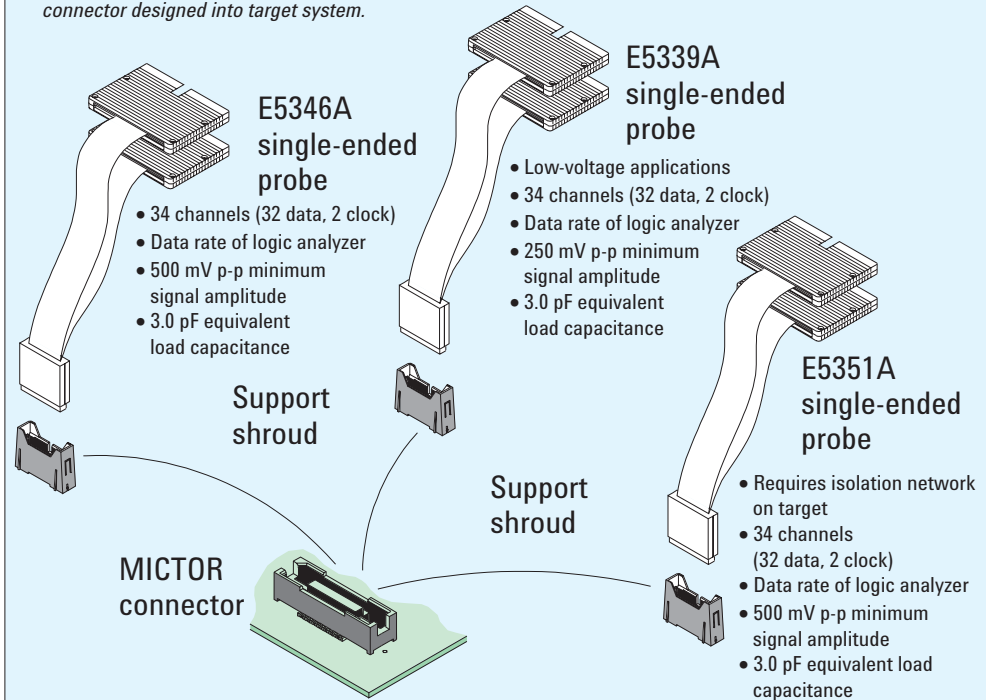 connector designed into target system.
E5346A
single-ended
probe
• 34 channels (32 data, 2 clock)
• Data rate of logic analyzer
• 500 mV p-p minimum
signal amplitude
• 3.0 pF equivalent
load capacitance
E5339A
single-ended
probe
• Low-voltage applications
• 34 channels (32 data, 2 clock)
• Data rate of logic analyzer
• 250 mV p-p minimum
signal amplitude
• 3.0 pF equivalent
load capacitance
E5351A
single-ended
probe
• Requires isolation network
on target
• 34 channels
(32 data, 2 clock)
• Data rate of logic analyzer
• 500 mV p-p minimum
signal amplitude
• 3.0 pF equivalent load
capacitance
Support
shroud
Support
shroud
MICTOR
connector